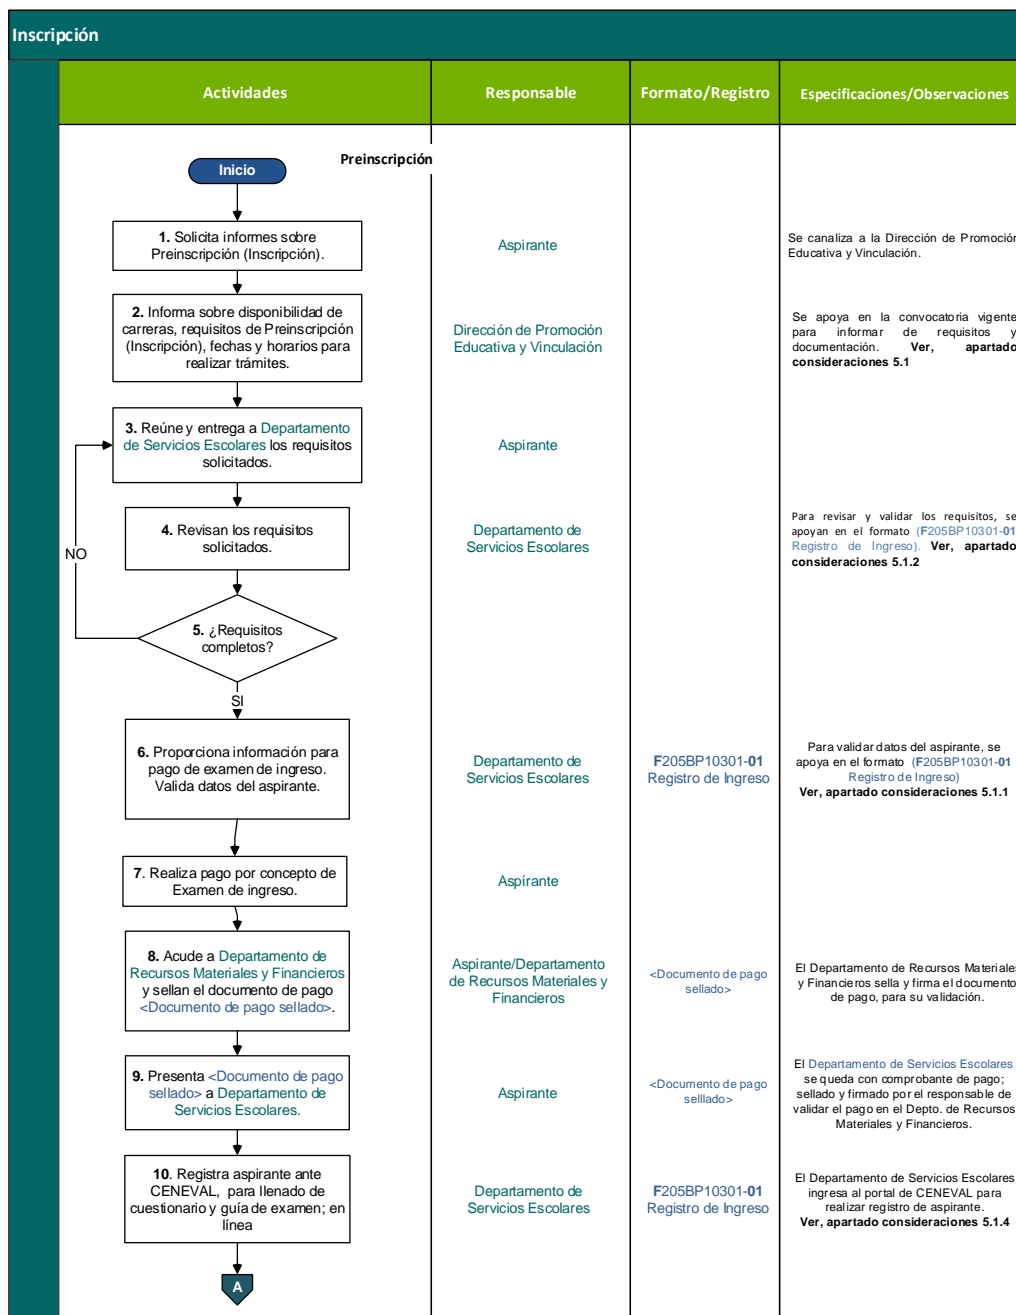 Inscripción
Actividades
Responsable
Formato/Registro
Especificaciones/Observaciones
Preinscripción
Inicio
1. Solicita informes sobre
Preinscripción (Inscripción).
Aspirante
Se canaliza a la Dirección de Promoción
Educativa y Vinculación.
2. Informa sobre disponibilidad de
carreras, requisitos de Preinscripción
(Inscripción), fechas y horarios para
realizar trámites.
Dirección de Promoción
Educativa y Vinculación
Se apoya en la convocatoria vigente
para informar de requisitos y
documentación. Ver, apartado
consideraciones 5.1
3. Reúne y entrega a Departamento
de Servicios Escolares los requisitos
solicitados.
Aspirante
4. Revisan los requisitos
solicitados.
Departamento de
Servicios Escolares
Para revisar y validar los requisitos, se
apoyan en el formato (F205BP10301-01
Registro de Ingreso). Ver, apartado
consideraciones 5.1.2
NO
5. ¿Requisitos
completos?
SI
6. Proporciona información para
pago de examen de ingreso.
Valida datos del aspirante.
Departamento de
Servicios Escolares
F205BP10301-01
Registro de Ingreso
Para validar datos del aspirante, se
apoya en el formato (F205BP10301-01
Registro de Ingreso)
Ver, apartado consideraciones 5.1.1
7. Realiza pago por concepto de
Examen de ingreso.
Aspírante
8. Acude a Departamento de
Recursos Materiales y Financieros
y sellan el documento de pago
<Documento de pago sellado>.
Aspirante/Departamento
de Recursos Materiales y
Financieros
<Documento de pago
sellado>
El Departamento de Recursos Materiales
y Financieros sella y firma el documento
de pago, para su validación.
9. Presenta <Documento de pago
sellado> a Departamento de
Servicios Escolares.
Aspirante
<Documento de pago
selllado>
El Departamento de Servicios Escolares
se queda con comprobante de pago;
sellado y firmado por el responsable de
validar el pago en el Depto. de Recursos
Materiales y Financieros.
10. Registra aspirante ante
CENEVAL, para llenado de
cuestionario y guía de examen; en
línea
Departamento de
Servicios Escolares
F205BP10301-01
Registro de Ingreso
El Departamento de Servicios Escolares
ingresa al portal de CENEVAL para
realizar registro de aspirante.
Ver, apartado consideraciones 5.1.4
A